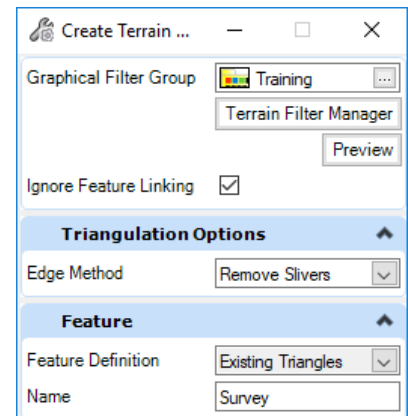 Create Terrain ...
Graphical Filter Group Training ...
Terrain Filter Manager
Preview
Ignore Feature Linking
Triangulation Options
Edge Method Remove Slivers
Feature
Feature Definition Existing Triangles
Name Survey